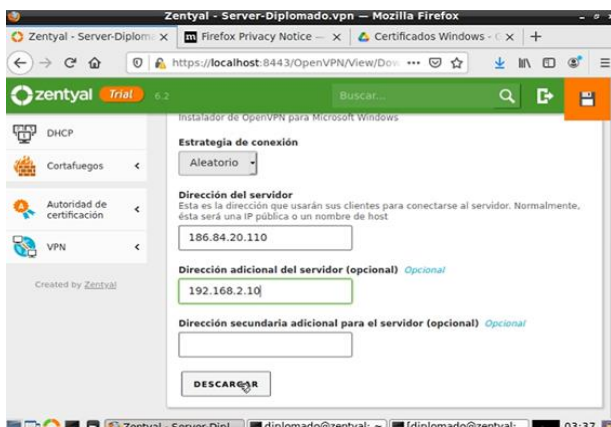 Zentyal - Server-Diplomado.vpn — Mozilla Firefox
Zentyal - Server-Diplom
Firefox Privacy Notice —
Certificados Windows -
https://localhost:8443/OpenVPN/View/Dow
zentyal Trial 6.2
Buscar...
DHCP
Cortafuegos
Autoridad de
certificación
VPN
Created by Zentyal
Instalador de OpenVPN para Microsoft Windows
Estrategia de conexión
Aleatorio
Dirección del servidor
Esta es la dirección que usarán sus clientes para conectarse al servidor. Normalmente,
ésta será una IP pública o un nombre de host
186.84.20.110
Dirección adicional del servidor (opcional) Opcional
192.168.2.10
Dirección secundaria adicional para el servidor (opcional) Opcional
DESCARGAR
Zentyal - Server-Dipl
diplomado@zentyal: ~
[diplomado@zentyal:
03:37